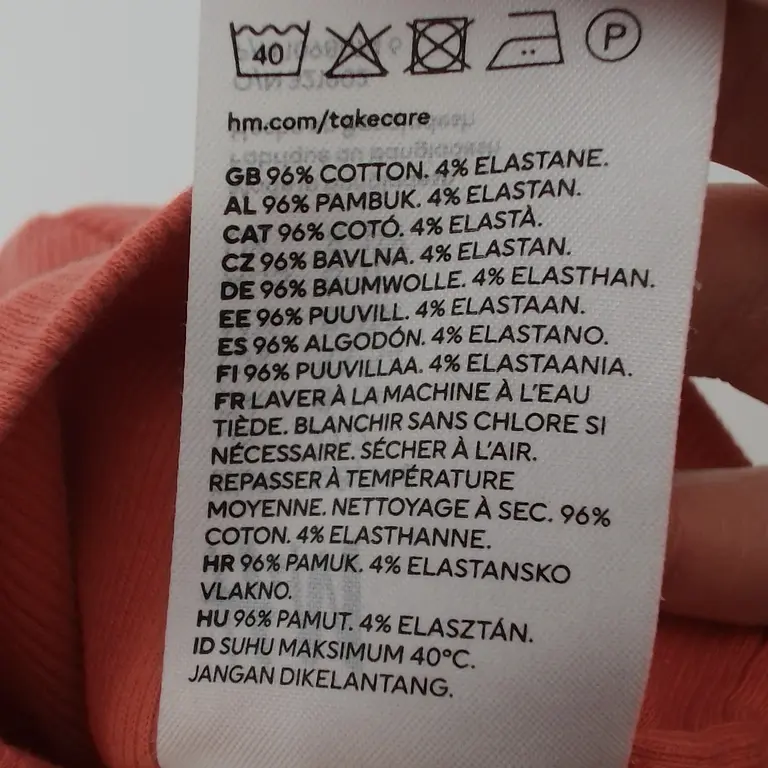 40 P
hm.com/takecare
GB 96% COTTON. 4% ELASTANE.
AL 96% PAMBUK. 4% ELASTAN.
CAT 96% COTÓ. 4% ELASTÀ.
CZ 96% BAVLNA. 4% ELASTAN.
DE 96% BAUMWOLLE. 4% ELASTHAN.
EE 96% PUUVILL. 4% ELASTAAN.
ES 96% ALGODÓN. 4% ELASTANO.
FI 96% PUUVILLAA. 4% ELASTAANIA.
FR LAVER À LA MACHINE À L'EAU
TIÈDE. BLANCHIR SANS CHLORE SI
NÉCESSAIRE. SÉCHER À L'AIR.
REPASSER À TEMPÉRATURE
MOYENNE. NETTOYAGE À SEC. 96%
COTON. 4% ELASTHANNE.
HR 96% PAMUK. 4% ELASTANSKO
VLAKNO.
HU 96% PAMUT. 4% ELASZTÁN.
ID SUHU MAKSIMUM 40°C.
JANGAN DIKELANTANG.